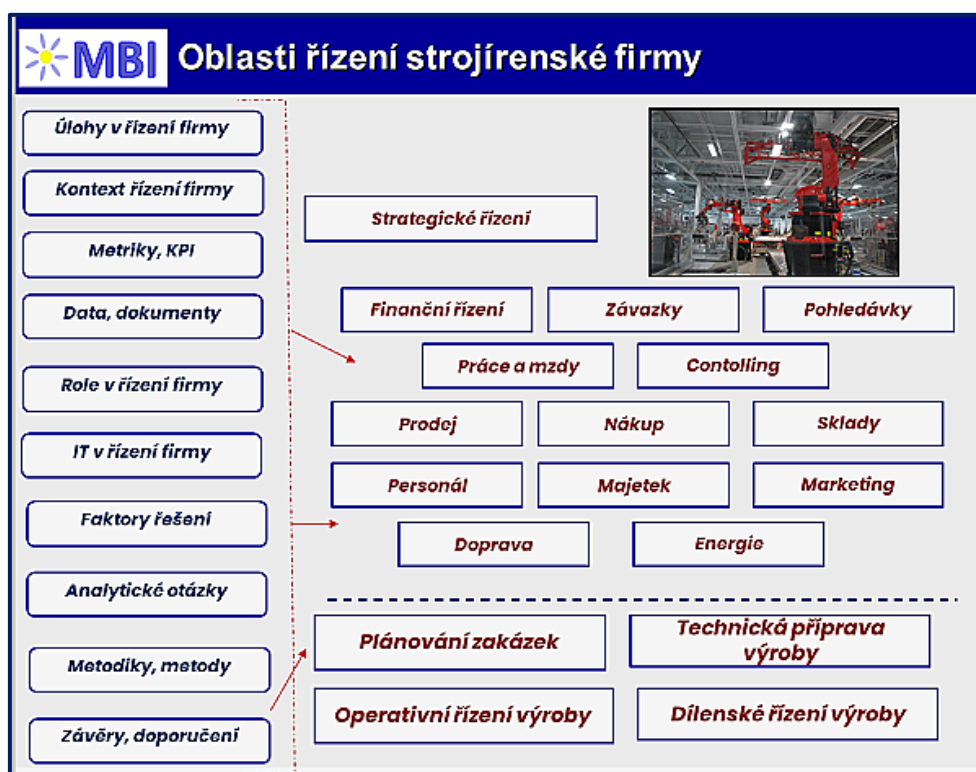 MBI Oblasti řízení strojírenské firmy
Úlohy v řízení firmy
Kontext řízení firmy
Metriky, KPI
Data, dokumenty
Role v řízení firmy
IT v řízení firmy
Faktory řešení
Analytické otázky
Metodiky, metody
Závěry, doporučení
Strategické řízení
Finanční řízení
Závazky
Pohledávky
Práce a mzdy
Contolling
Prodej
Nákup
Sklady
Personál
Majetek
Marketing
Doprava
Energie
Plánování zakázek
Technická příprava
výroby
Operativní řízení výroby
Dílenské řízení výroby